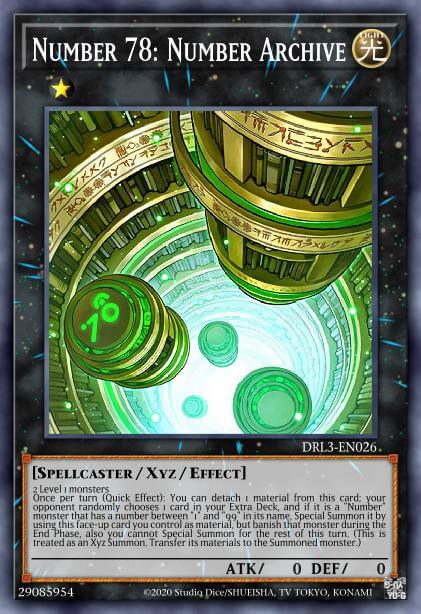 NUMBER 78: NUMBER ARCHIVE
LIGHT
光
78
DRL3-EN026
[SPELLCASTER / XYZ / EFFECT]
2 Level 1 monsters
Once per turn (Quick Effect): You can detach 1 material from this card; your
opponent randomly chooses 1 card in your Extra Deck, and if it is a "Number"
monster that has a number between "1" and "99" in its name, Special Summon it by
using this face-up card you control as material, but banish that monster during the
End Phase, also you cannot Special Summon for the rest of this turn. (This is
treated as an Xyz Summon. Transfer its materials to the Summoned monster.)
ATK/ 0 DEF/ 0
29085954
©2020 Studio Dice/SHUEISHA, TV TOKYO, KONAMI